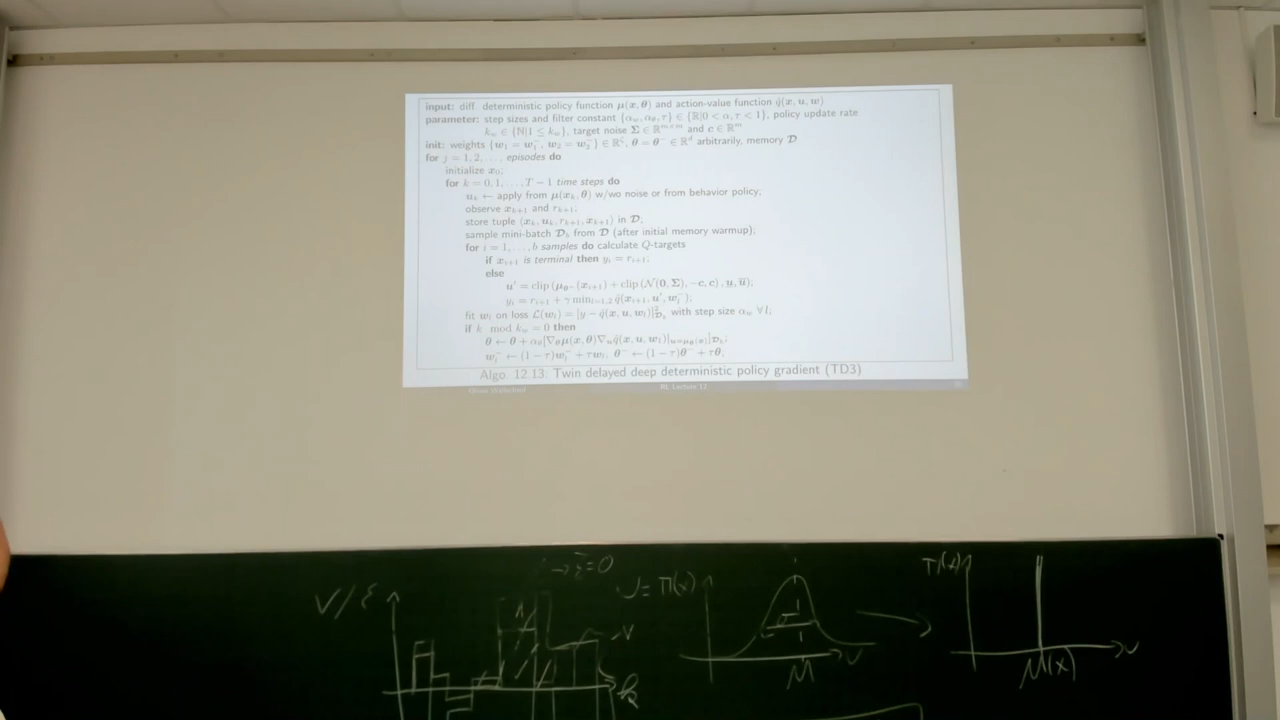 input: diff. deterministic policy function μ(x, θ) and action-value function q̂(x, u, w)
parameter: step sizes and filter constant {α_w, α_θ, τ} ∈ {ℝ|0 < α, τ < 1}, policy update rate
k_w ∈ {ℕ|1 ≤ k_w}, target noise Σ ∈ ℝ^{m×m} and c ∈ ℝ^m
init: weights {w_1 = w_1^-, w_2 = w_2^-} ∈ ℝ^ζ, θ = θ^- ∈ ℝ^d arbitrarily, memory D
for j = 1, 2, . . . , episodes do
initialize x_0;
for k = 0, 1, . . . , T − 1 time steps do
u_k ← apply from μ(x_k, θ) w/wo noise or from behavior policy;
observe x_{k+1} and r_{k+1};
store tuple ⟨x_k, u_k, r_{k+1}, x_{k+1}⟩ in D;
sample mini-batch D_b from D (after initial memory warmup);
for i = 1, . . . , b samples do calculate Q-targets
if x_{i+1} is terminal then y_i = r_{i+1};
else
u' = clip (μ_{θ^-}(x_{i+1}) + clip (N(0, Σ), −c, c) , u, ū);
y_i = r_{i+1} + γ min_{l=1,2} q̂(x_{i+1}, u', w_l^-);
fit w_l on loss L(w_l) = [y − q̂(x, u, w_l)]^2_{D_b} with step size α_w ∀ l;
if k mod k_w = 0 then
θ ← θ + α_θ[∇_θ μ(x, θ)∇_u q̂(x, u, w_1)|_{u=μ_θ(x)}]_{D_b};
w_l^- ← (1 − τ)w_l^- + τw_l, θ^- ← (1 − τ)θ^- + τθ;
Algo. 12.13: Twin delayed deep deterministic policy gradient (TD3)
RL Lecture 12
V/ε
-V
k
U = π(x)
σ
μ
U
π(x)
μ(x)
U